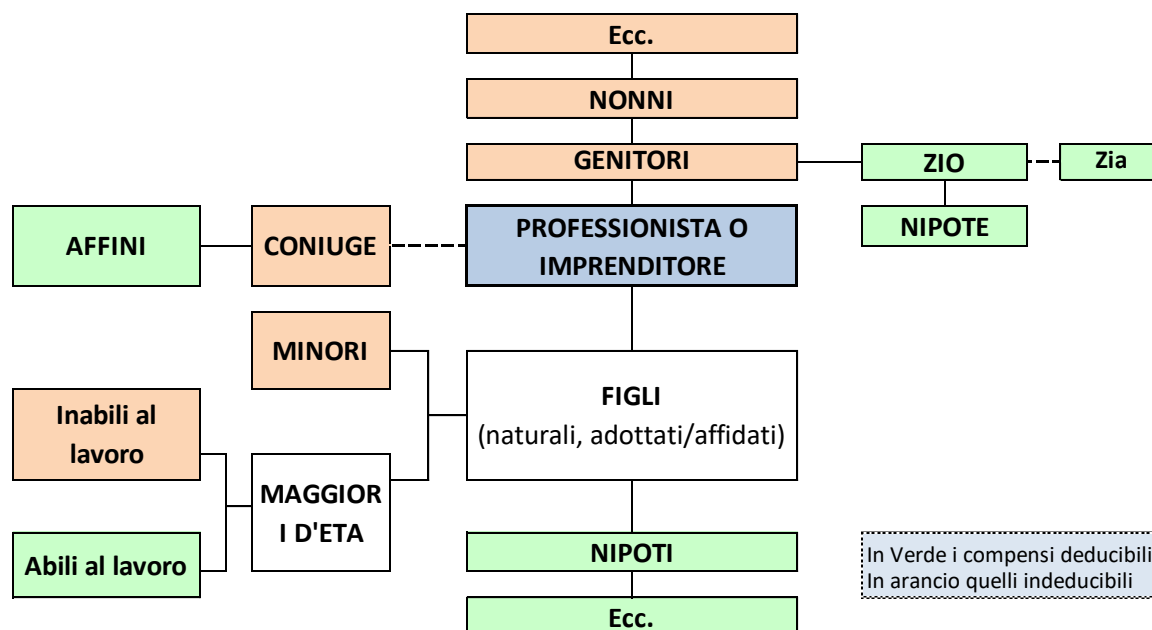 Ecc.
NONNI
GENITORI
ZIO
Zia
AFFINI
CONIUGE
PROFESSIONISTA O
IMPRENDITORE
NIPOTE
MINORI
Inabili al
lavoro
FIGLI
(naturali, adottati/affidati)
MAGGIOR
I D'ETA
Abili al lavoro
NIPOTI
In Verde i compensi deducibili
In arancio quelli indeducibili
Ecc.